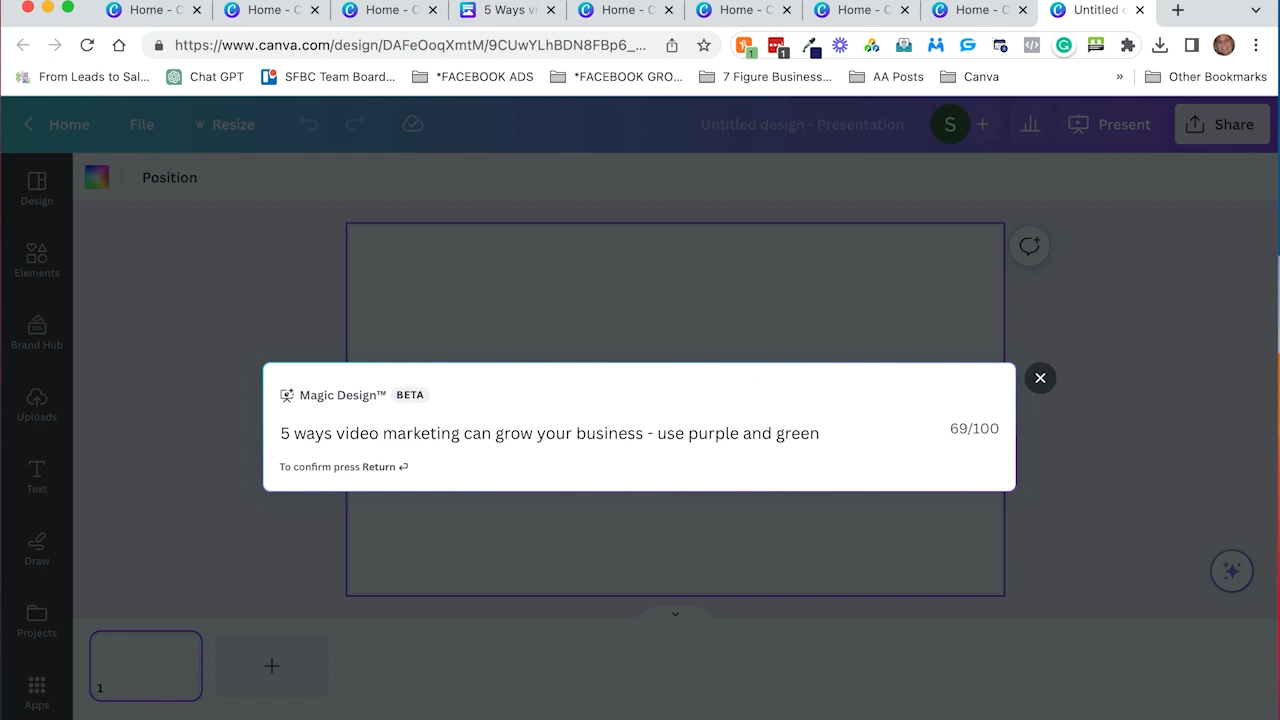 Home - C
Home - C
Home - C
5 Ways vi
Home - C
Home - C
Home - C
Home - C
Untitled
https://www.canva.com/design/DAFeOoqXmtM/9CUwYLhBDN8FBp6_...
1
1
From Leads to Sal...
Chat GPT
SFBC Team Board...
*FACEBOOK ADS
*FACEBOOK GRO...
7 Figure Business...
AA Posts
Canva
»
Other Bookmarks
Home
File
Resize
Untitled design - Presentation
S
Present
Share
Design
Elements
Brand Hub
Uploads
Text
Draw
Projects
Apps
Position
Magic Design™ BETA
5 ways video marketing can grow your business - use purple and green
69/100
To confirm press Return ⏎
1